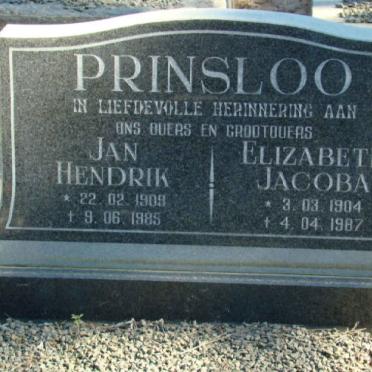 PRINSLOO
IN LIEFDEVOLLE HERINNERING AAN
ONS OUERS EN GROOTOUERS
JAN
HENDRIK
* 22. 02. 1909
† 9. 06. 1985
ELIZABETH
JACOBA
* 3. 03. 1904
† 4. 04. 1987